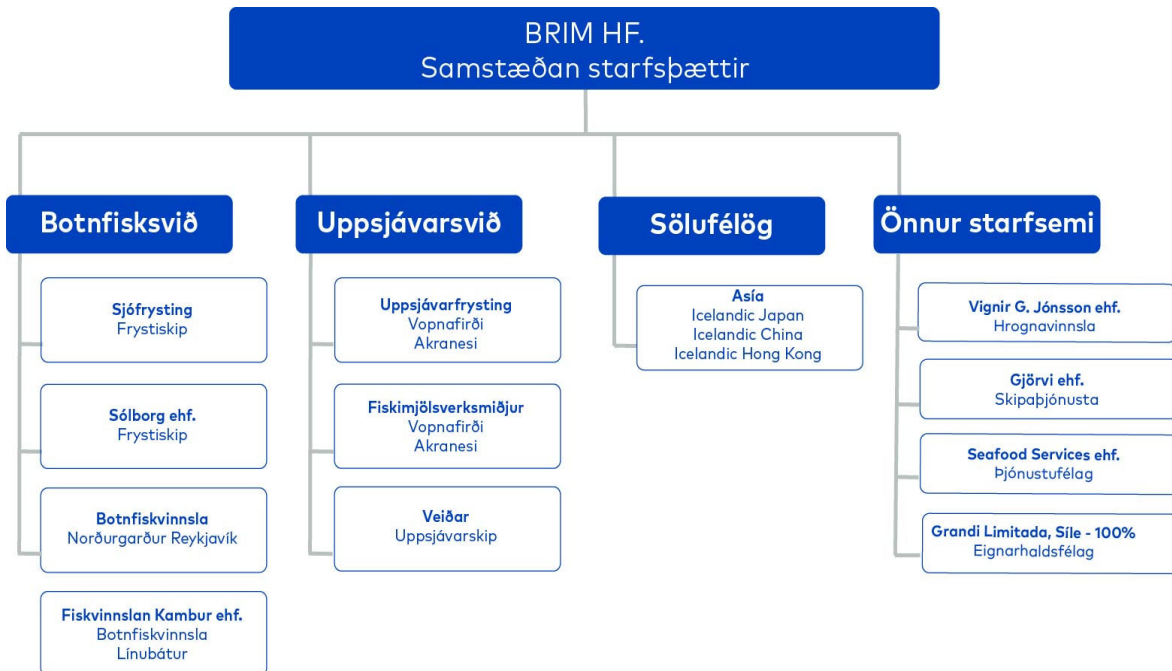 BRIM HF.
Samstæðan starfsþættir
Botnfisksvið
Sjófrysting
Frystiskip
Sólborg ehf.
Frystiskip
Botnfiskvinnsla
Norðurgarður Reykjavík
Fiskvinnslan Kambur ehf.
Botnfiskvinnsla
Línubátur
Uppsjávarsvið
Uppsjávarfrysting
Vopnafirði
Akranesi
Fiskimjölsverksmiðjur
Vopnafirði
Akranesi
Veiðar
Uppsjávarskip
Sölufélög
Asía
Icelandic Japan
Icelandic China
Icelandic Hong Kong
Önnur starfsemi
Vignir G. Jónsson ehf.
Hrognavinnsla
Gjörvi ehf.
Skipaþjónusta
Seafood Services ehf.
Þjónustufélag
Grandi Limitada, Síle - 100%
Eignarhaldsfélag